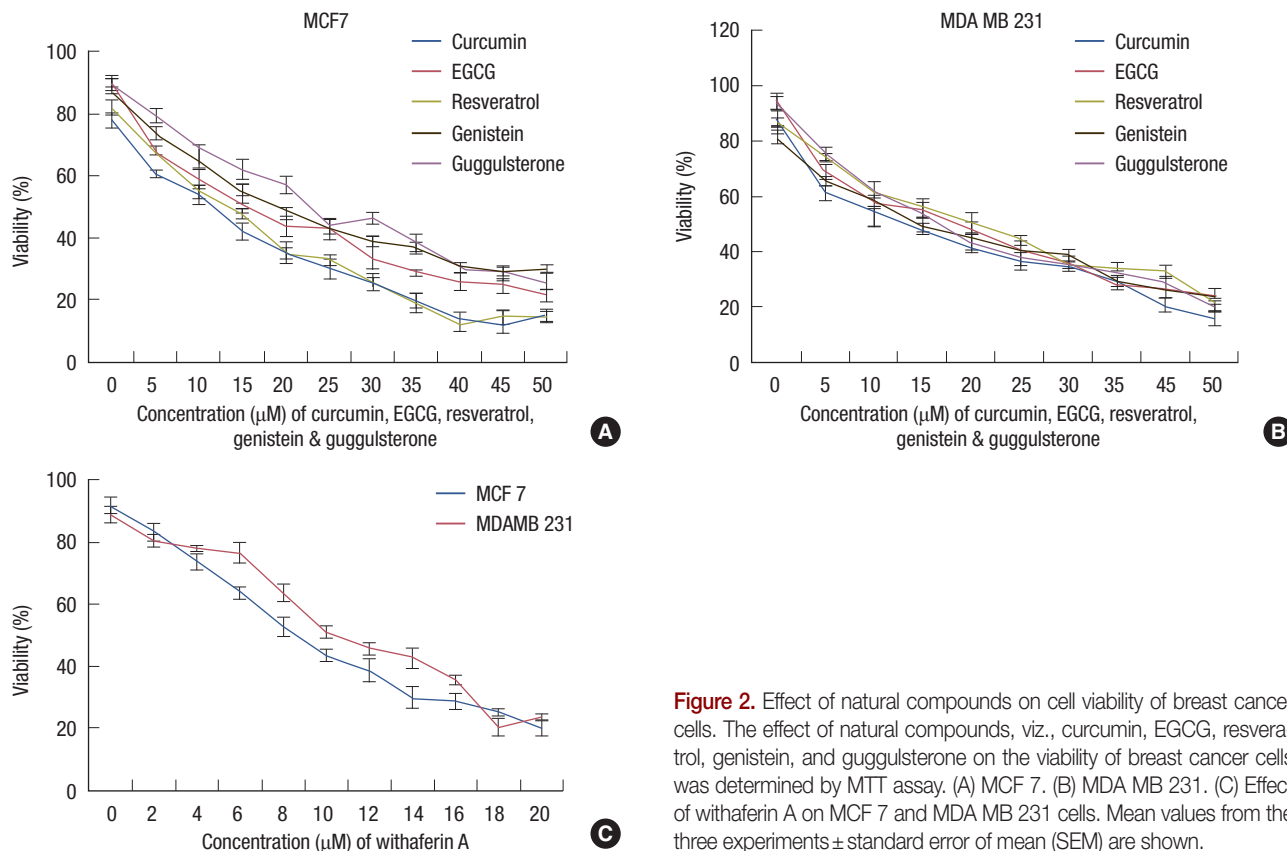 MCF7
100
80
60
40
20
0
Viability (%)
Curcumin
EGCG
Resveratrol
Genistein
Guggulsterone
0 5 10 15 20 25 30 35 40 45 50
Concentration (μM) of curcumin, EGCG, resveratrol,
genistein & guggulsterone
A
MDA MB 231
120
100
80
60
40
20
0
Viability (%)
Curcumin
EGCG
Resveratrol
Genistein
Guggulsterone
0 5 10 15 20 25 30 35 45 50
Concentration (μM) of curcumin, EGCG, resveratrol,
genistein & guggulsterone
B
100
80
60
40
20
0
Viability (%)
MCF 7
MDAMB 231
0 2 4 6 8 10 12 14 16 18 20
Concentration (μM) of withaferin A
C
Figure 2. Effect of natural compounds on cell viability of breast cance
cells. The effect of natural compounds, viz., curcumin, EGCG, resvera
trol, genistein, and guggulsterone on the viability of breast cancer cells
was determined by MTT assay. (A) MCF 7. (B) MDA MB 231. (C) Effec
of withaferin A on MCF 7 and MDA MB 231 cells. Mean values from the
three experiments ± standard error of mean (SEM) are shown.